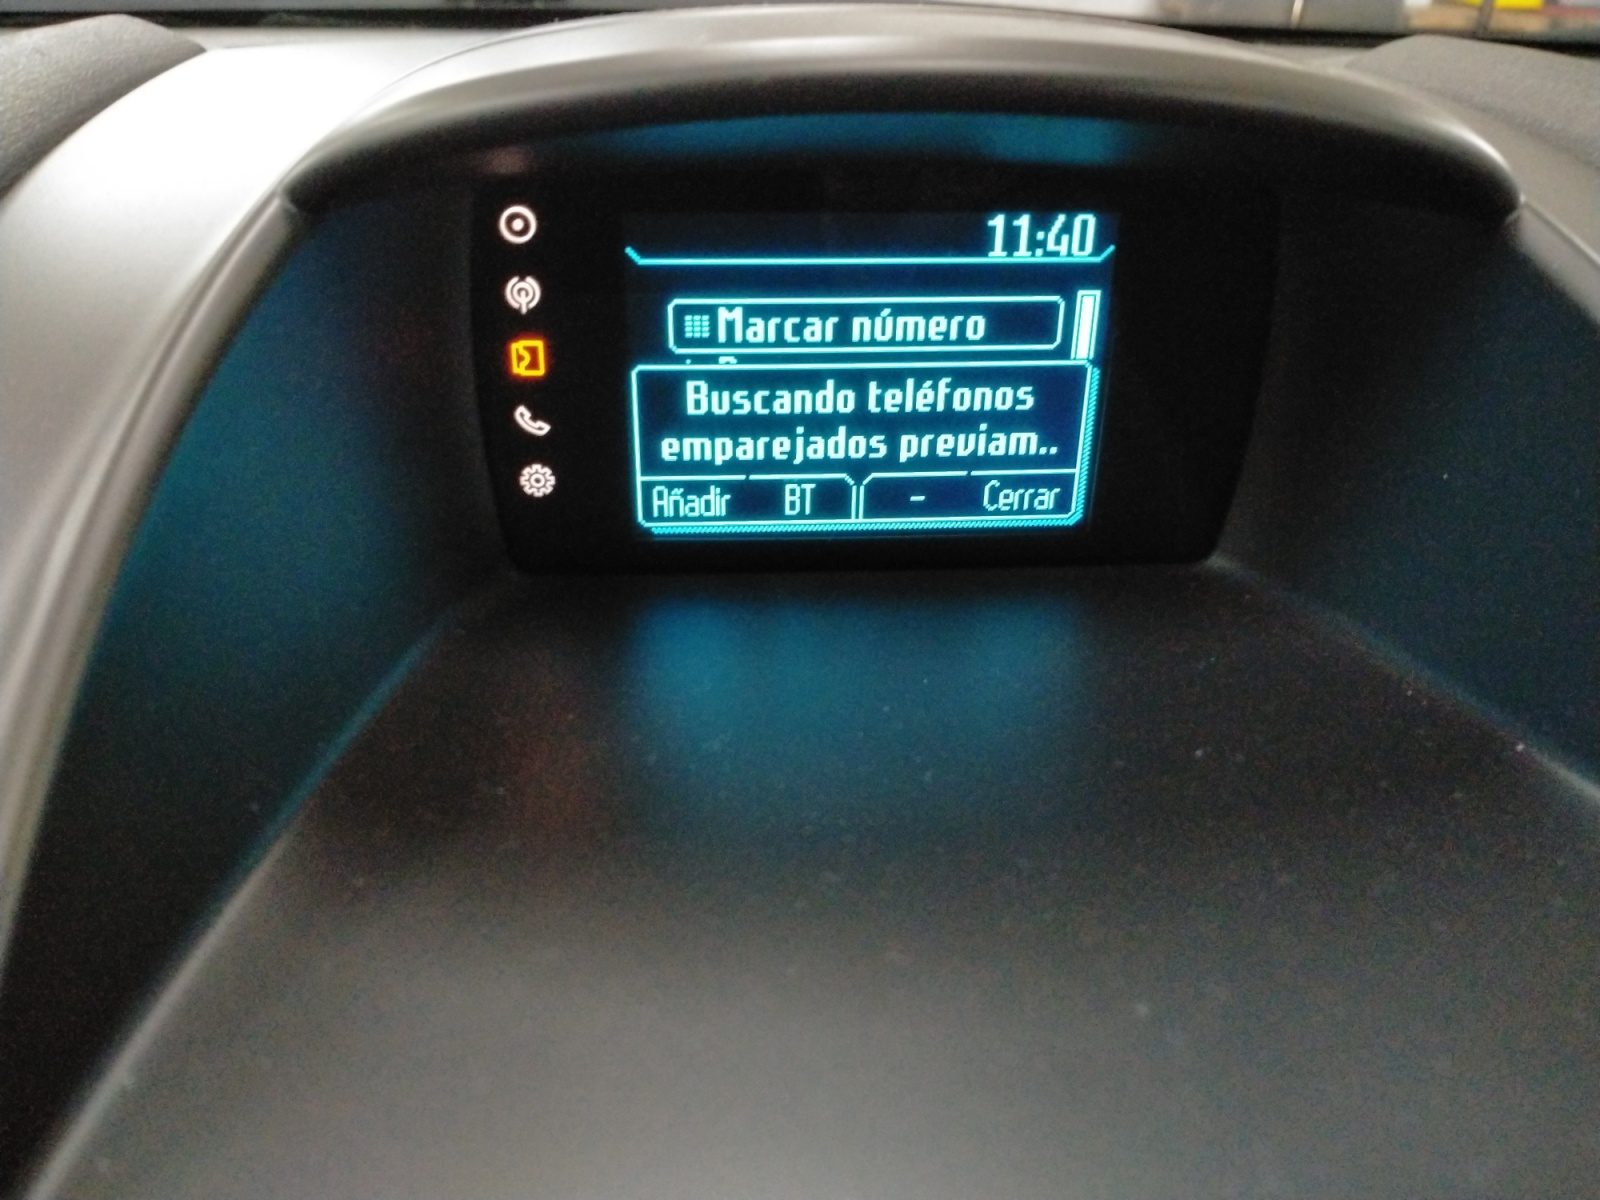 11:40
Marcar número
Buscando teléfonos
emparejados previam..
Añadir BT - Cerrar